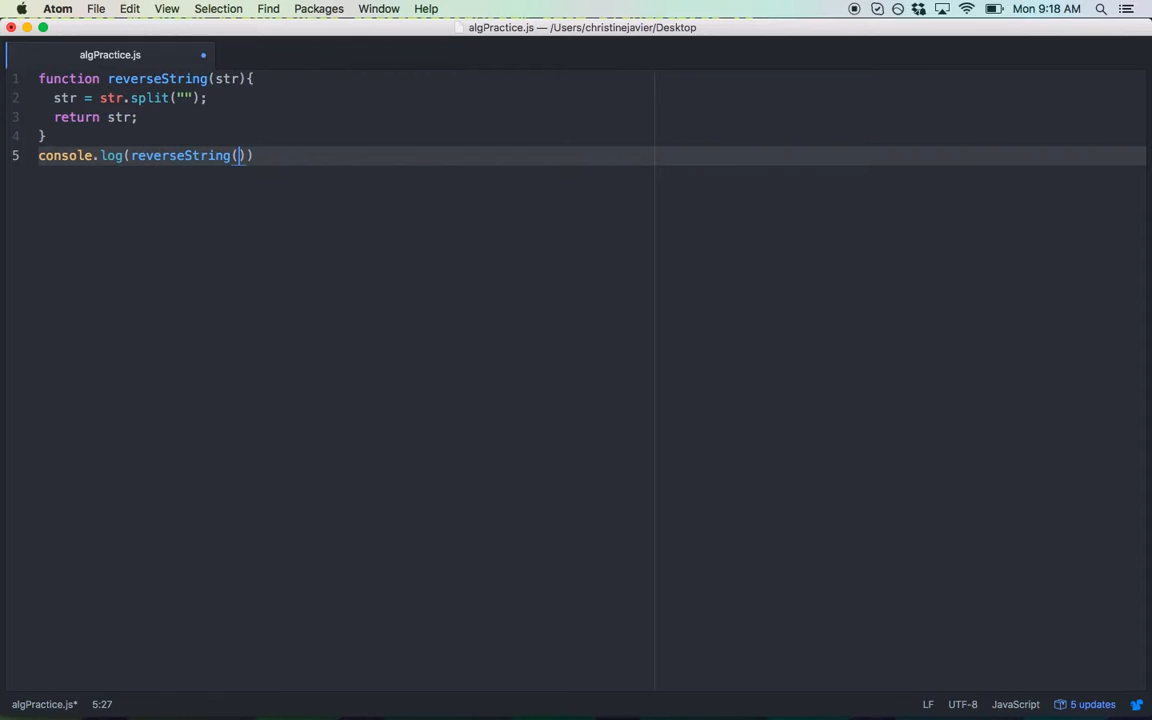 Atom File Edit View Selection Find Packages Window Help Mon 9:18 AM
algPractice.js — /Users/christinejavier/Desktop
algPractice.js
1 function reverseString(str){
2 str = str.split("");
3 return str;
4 }
5 console.log(reverseString())
algPractice.js* 5:27 LF UTF-8 JavaScript 5 updates